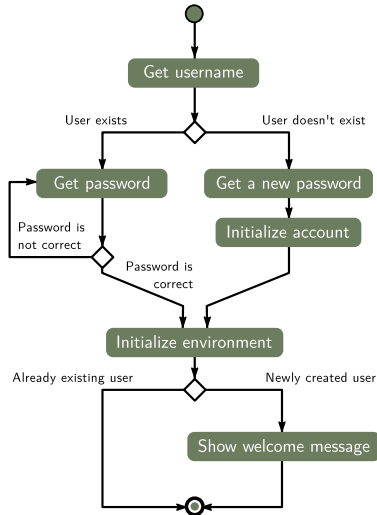 Get username
User exists
User doesn't exist
Get password
Get a new password
Password is
not correct
Initialize account
Password is
correct
Initialize environment
Already existing user
Newly created user
Show welcome message